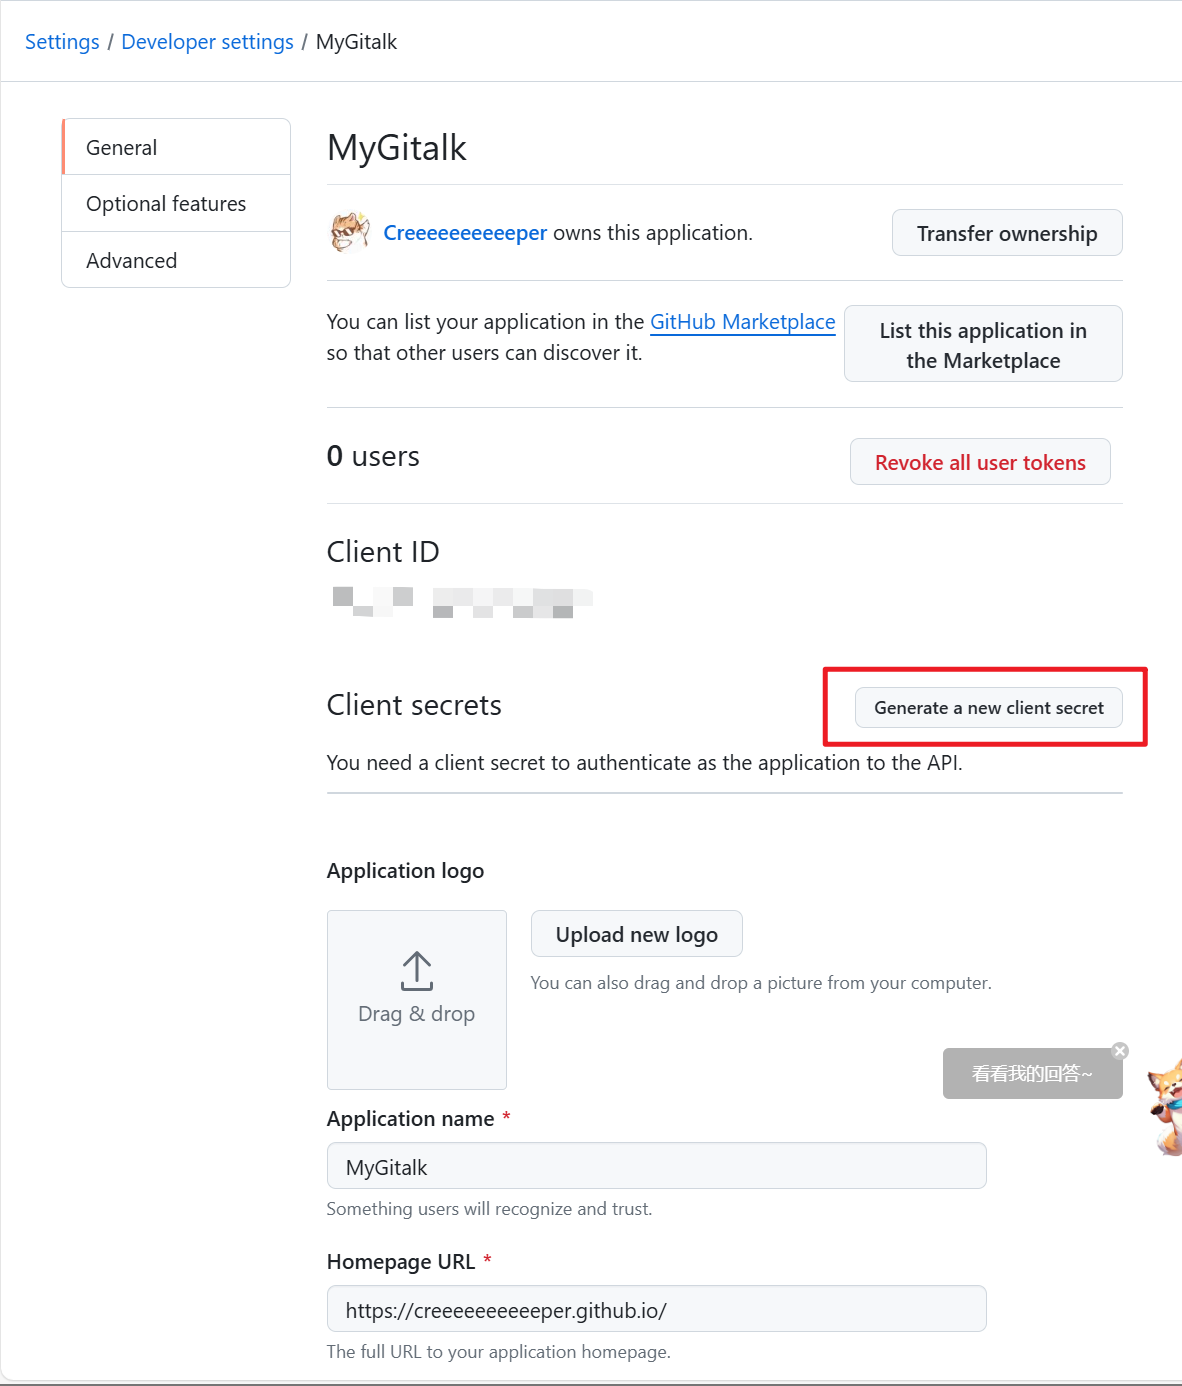 Settings / Developer settings / MyGitalk
General
Optional features
Advanced
MyGitalk
Creeeeeeeeeeper owns this application.
Transfer ownership
You can list your application in the GitHub Marketplace
so that other users can discover it.
List this application in
the Marketplace
0 users
Revoke all user tokens
Client ID
Client secrets
Generate a new client secret
You need a client secret to authenticate as the application to the API.
Application logo
Drag & drop
Upload new logo
You can also drag and drop a picture from your computer.
看看我的回答~
Application name *
MyGitalk
Something users will recognize and trust.
Homepage URL *
https://creeeeeeeeeeper.github.io/
The full URL to your application homepage.